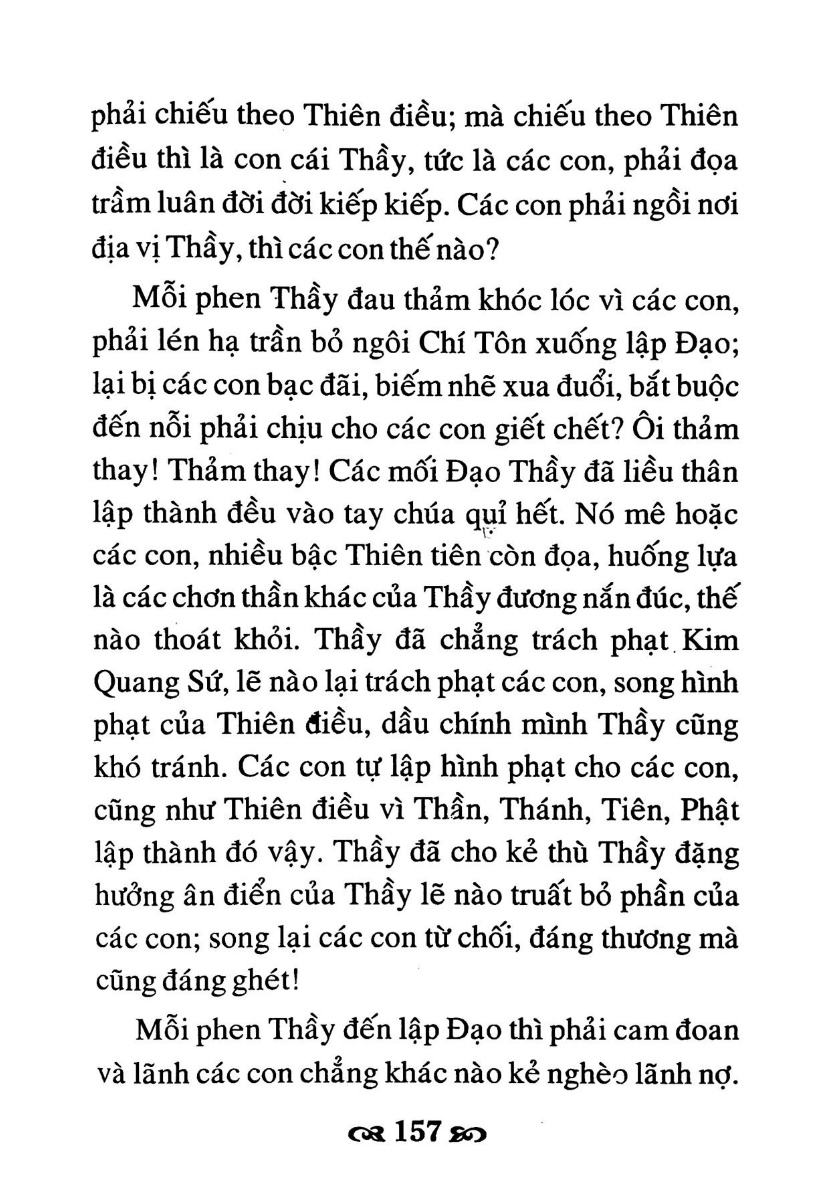 phải chiếu theo Thiên điều; mà chiếu theo Thiên
điều thì là con cái Thầy, tức là các con, phải đọa
trầm luân đời đời kiếp kiếp. Các con phải ngồi nơi
địa vị Thầy, thì các con thế nào?
Mỗi phen Thầy đau thảm khóc lóc vì các con,
phải lén hạ trần bỏ ngôi Chí Tôn xuống lập Đạo;
lại bị các con bạc đãi, biếm nhẽ xua đuổi, bắt buộc
đến nỗi phải chịu cho các con giết chết? Ôi thảm
thay! Thảm thay! Các mối Đạo Thầy đã liều thân
lập thành đều vào tay chúa quỉ hết. Nó mê hoặc
các con, nhiều bậc Thiên tiên còn đọa, huống lựa
là các chơn thần khác của Thầy đương nắn đúc, thế
nào thoát khỏi. Thầy đã chẳng trách phạt Kim
Quang Sứ, lẽ nào lại trách phạt các con, song hình
phạt của Thiên điều, dầu chính mình Thầy cũng
khó tránh. Các con tự lập hình phạt cho các con,
cũng như Thiên điều vì Thần, Thánh, Tiên, Phật
lập thành đó vậy. Thầy đã cho kẻ thù Thầy đặng
hưởng ân điển của Thầy lẽ nào truất bỏ phần của
các con; song lại các con từ chối, đáng thương mà
cũng đáng ghét!
Mỗi phen Thầy đến lập Đạo thì phải cam đoan
và lãnh các con chẳng khác nào kẻ nghèo lãnh nợ.
157